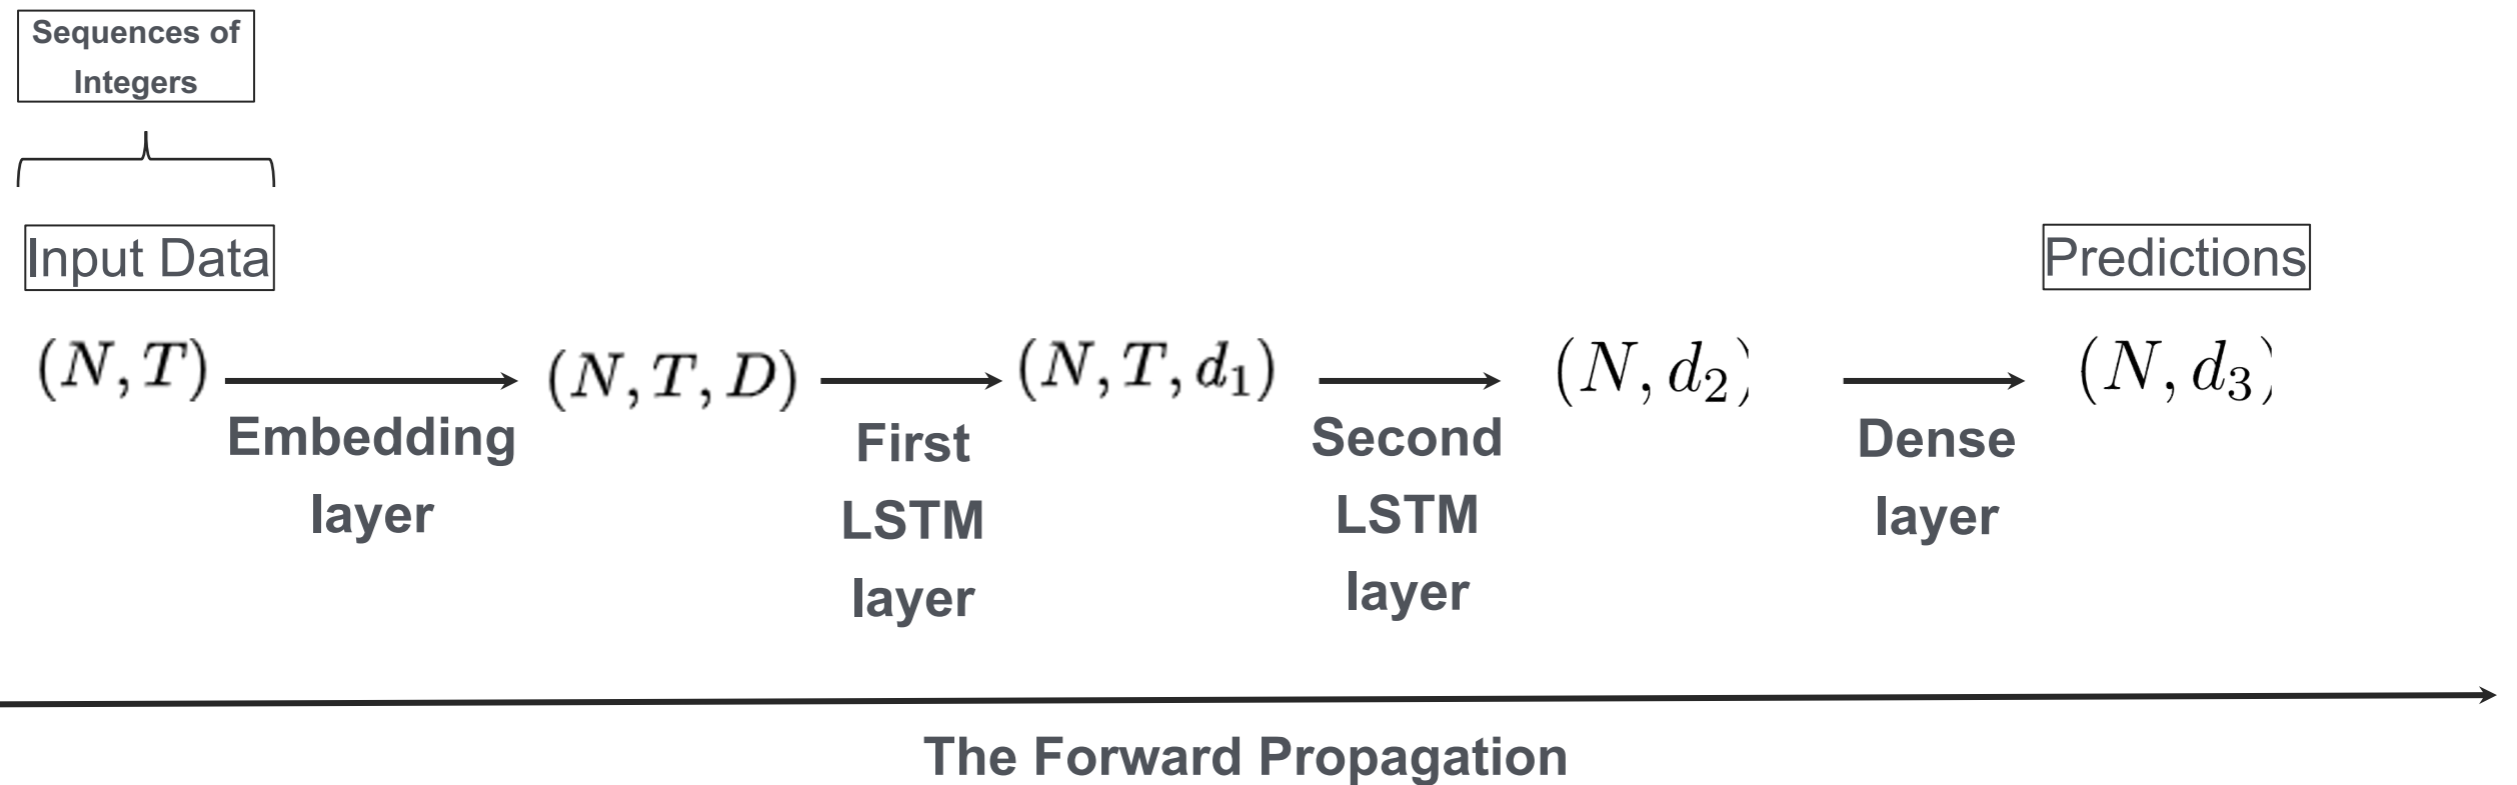 Sequences of
Integers
Input Data
Predictions
(N, T)
(N, T, D)
(N, T, d₁)
(N, d₂)
(N, d₃)
Embedding
layer
First
LSTM
layer
Second
LSTM
layer
Dense
layer
The Forward Propagation